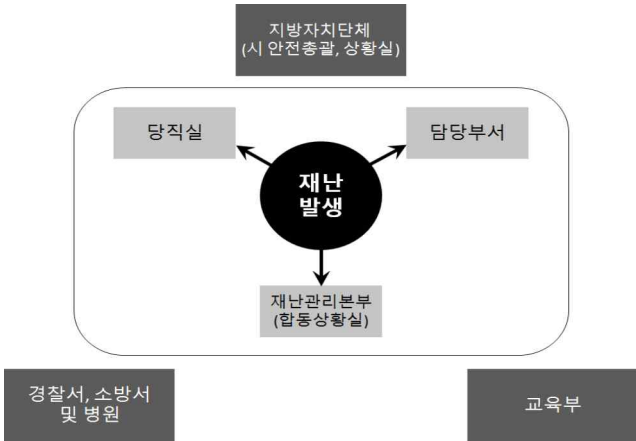 지방자치단체
(시 안전총괄, 상황실)
당직실
담당부서
재난
발생
재난관리본부
(합동상황실)
경찰서, 소방서
및 병원
교육부